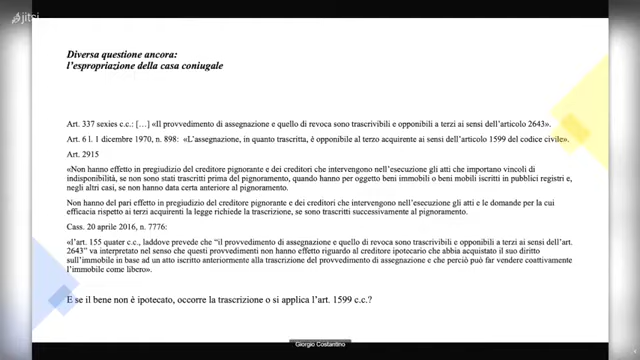 jitsi
Diversa questione ancora:
l’espropriazione della casa coniugale
Art. 337 sexies c.c.: […] «Il provvedimento di assegnazione e quello di revoca sono trascrivibili e opponibili a terzi ai sensi dell’articolo 2643».
Art. 6 l. 1 dicembre 1970, n. 898: «L’assegnazione, in quanto trascritta, è opponibile al terzo acquirente ai sensi dell’articolo 1599 del codice civile».
Art. 2915
«Non hanno effetto in pregiudizio del creditore pignorante e dei creditori che intervengono nell’esecuzione gli atti che importano vincoli di
indisponibilità, se non sono stati trascritti prima del pignoramento, quando hanno per oggetto beni immobili o beni mobili iscritti in pubblici registri e,
negli altri casi, se non hanno data certa anteriore al pignoramento.
Non hanno del pari effetto in pregiudizio del creditore pignorante e dei creditori che intervengono nell’esecuzione gli atti e le domande per la cui
efficacia rispetto ai terzi acquirenti la legge richiede la trascrizione, se sono trascritti successivamente al pignoramento.
Cass. 20 aprile 2016, n. 7776:
«l’art. 155 quater c.c., laddove prevede che “il provvedimento di assegnazione e quello di revoca sono trascrivibili e opponibili a terzi ai sensi dell’art.
2643” va interpretato nel senso che questi provvedimenti non hanno effetto riguardo al creditore ipotecario che abbia acquistato il suo diritto
sull’immobile in base ad un atto iscritto anteriormente alla trascrizione del provvedimento di assegnazione e che perciò può far vendere coattivamente
l’immobile come libero».
E se il bene non è ipotecato, occorre la trascrizione o si applica l’art. 1599 c.c.?
Giorgio Costantino